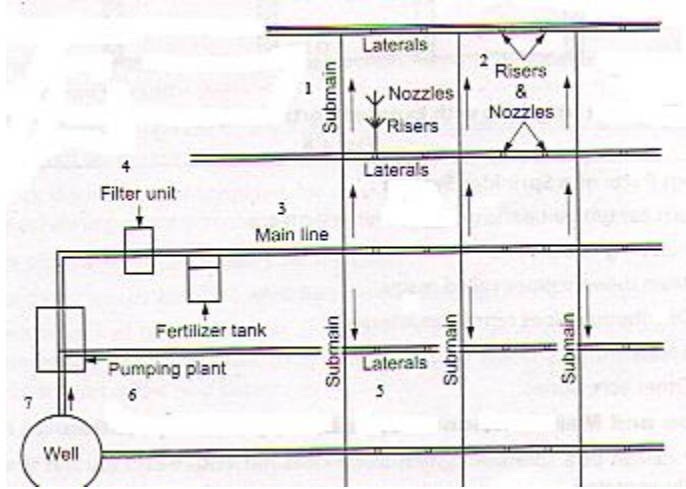 Laterals
2
Risers
&
Nozzles
1
Submain
Nozzles
Risers
Laterals
4
Filter unit
3
Main line
Fertilizer tank
Submain
Submain
Submain
Laterals
5
Pumping plant
6
7
Well